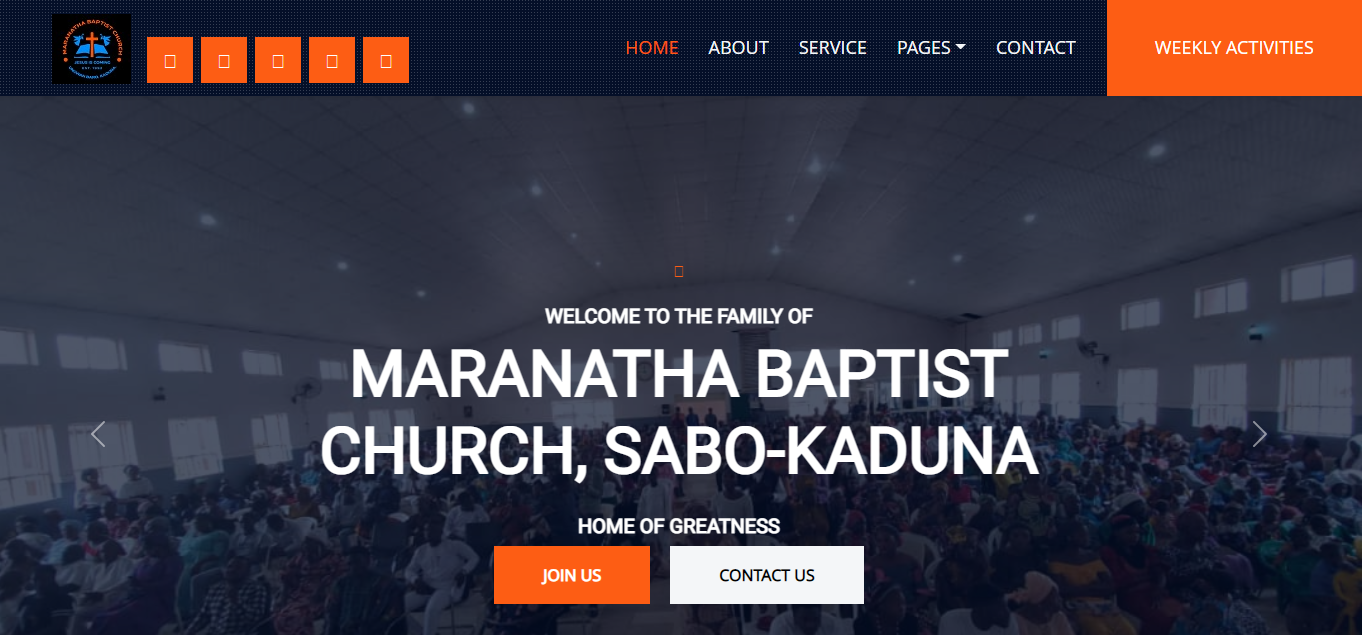 MARANATHA BAPTIST CHURCH
JESUS IS COMING
HOME
ABOUT
SERVICE
PAGES
CONTACT
WEEKLY ACTIVITIES
WELCOME TO THE FAMILY OF
MARANATHA BAPTIST
CHURCH, SABO-KADUNA
HOME OF GREATNESS
JOIN US
CONTACT US